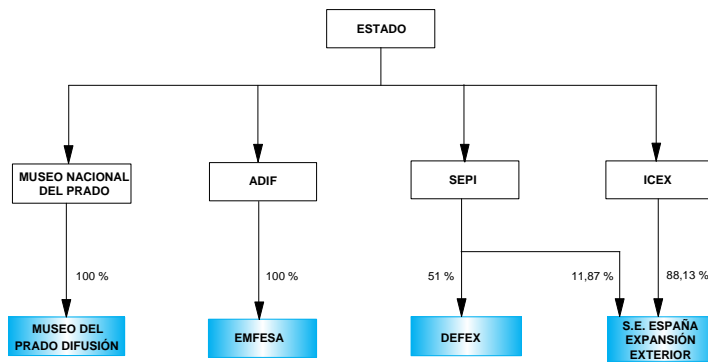 ESTADO
MUSEO NACIONAL
DEL PRADO
ADIF
SEPI
ICEX
100 %
100 %
51 %
11,87 %
88,13 %
MUSEO DEL
PRADO DIFUSIÓN
EMFESA
DEFEX
S.E. ESPAÑA
EXPANSIÓN
EXTERIOR